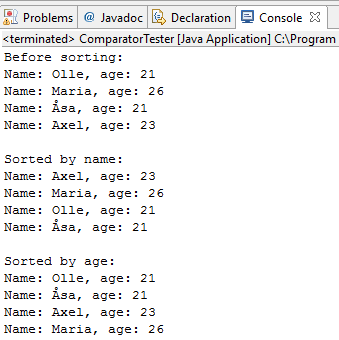 Problems @ Javadoc Declaration Console
<terminated> ComparatorTester [Java Application] C:\Program
Before sorting:
Name: Olle, age: 21
Name: Maria, age: 26
Name: Åsa, age: 21
Name: Axel, age: 23
Sorted by name:
Name: Axel, age: 23
Name: Maria, age: 26
Name: Olle, age: 21
Name: Åsa, age: 21
Sorted by age:
Name: Olle, age: 21
Name: Åsa, age: 21
Name: Axel, age: 23
Name: Maria, age: 26